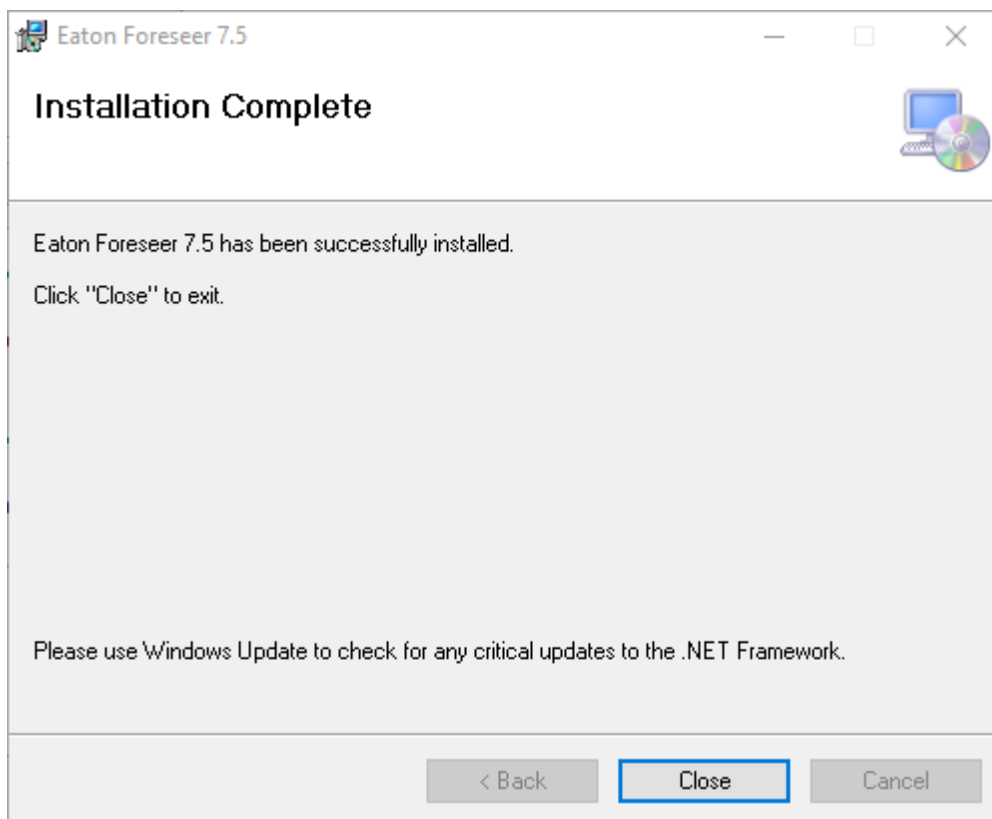 Eaton Foreseer 7.5
Installation Complete
Eaton Foreseer 7.5 has been successfully installed.
Click "Close" to exit.
Please use Windows Update to check for any critical updates to the .NET Framework.
< Back Close Cancel